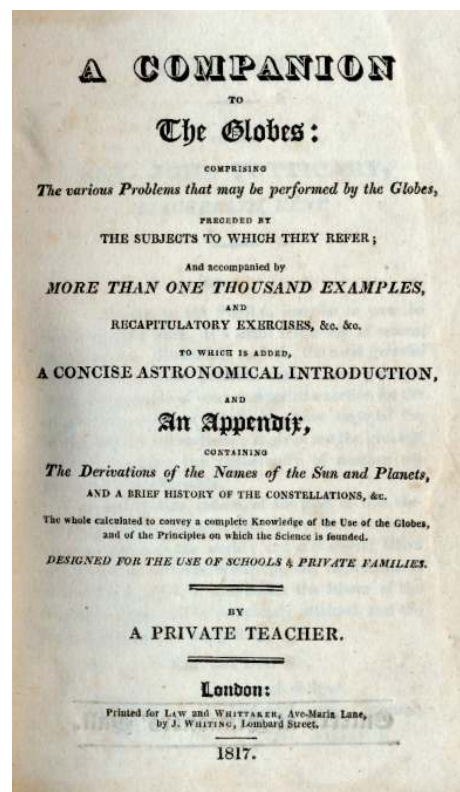 A COMPANION
TO
The Globes:
COMPRISING
The various Problems that may be performed by the Globes,
PRECEDED BY
THE SUBJECTS TO WHICH THEY REFER;
And accompanied by
MORE THAN ONE THOUSAND EXAMPLES,
AND
RECAPITULATORY EXERCISES, &c. &c.
TO WHICH IS ADDED,
A CONCISE ASTRONOMICAL INTRODUCTION,
AND
An Appendix,
CONTAINING
The Derivations of the Names of the Sun and Planets,
AND A BRIEF HISTORY OF THE CONSTELLATIONS, &c.
The whole calculated to convey a complete Knowledge of the Use of the Globes,
and of the Principles on which the Science is founded.
DESIGNED FOR THE USE OF SCHOOLS & PRIVATE FAMILIES.
BY
A PRIVATE TEACHER.
London:
Printed for LAW and WHITTAKER, Ave-Maria Lane,
by J. WHITING, Lombard Street.
1817.